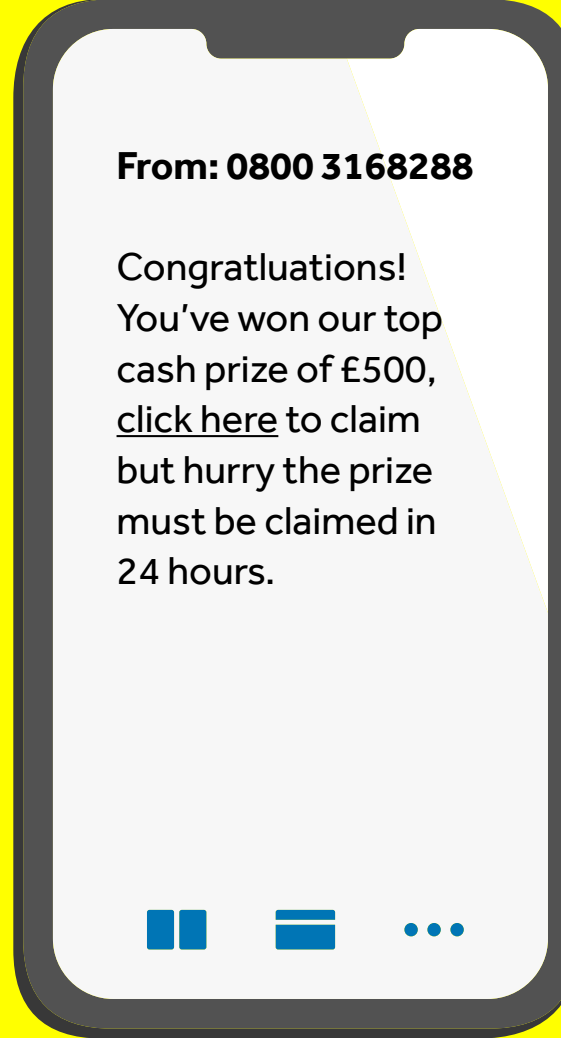 From: 0800 3168288
Congratluations!
You’ve won our top
cash prize of £500,
click here to claim
but hurry the prize
must be claimed in
24 hours.